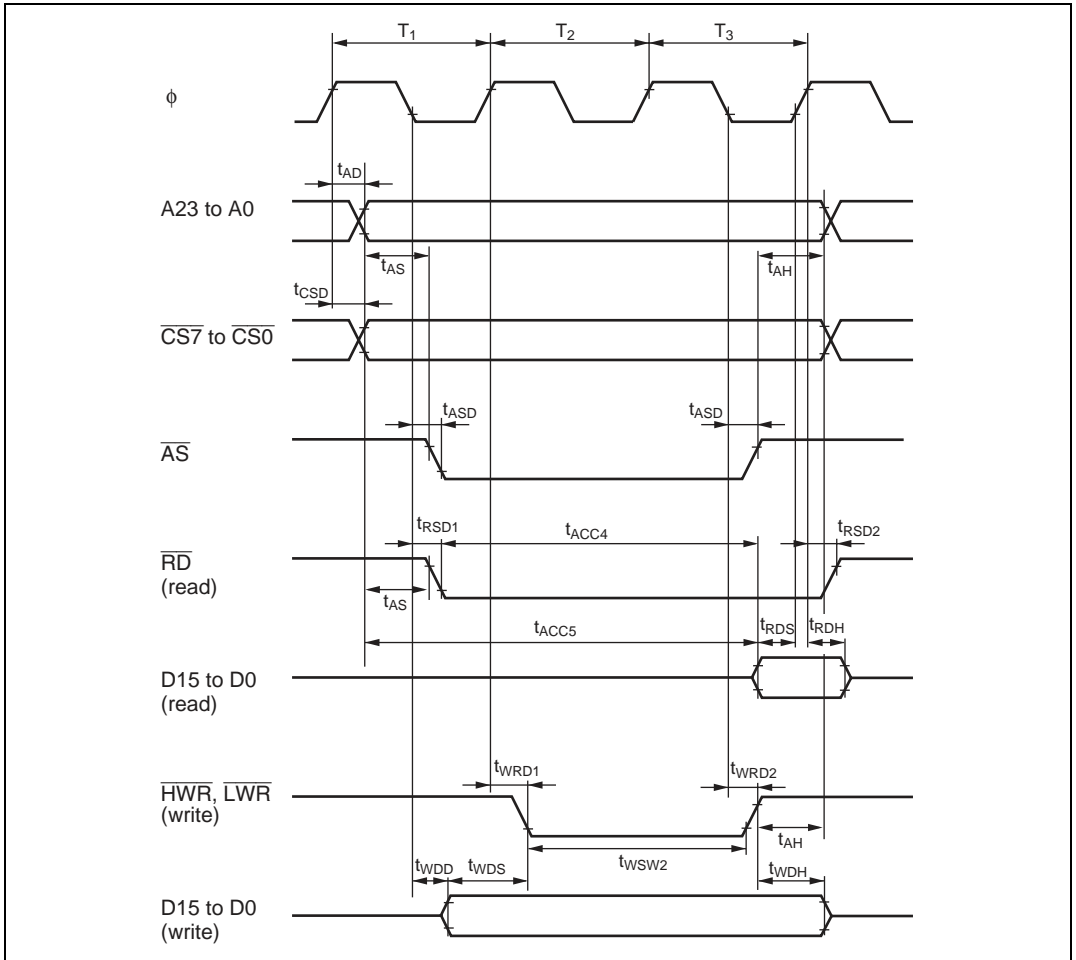 T1 T2 T3
φ
tAD
A23 to A0
tAS tAH
tCSD
CS7 to CS0
tASD tASD
AS
tRSD1 tACC4 tRSD2
RD
(read)
tAS
tACC5 tRDS tRDH
D15 to D0
(read)
tWRD1 tWRD2
HWR, LWR
(write)
tAH
tWDD tWDS tWSW2 tWDH
D15 to D0
(write)